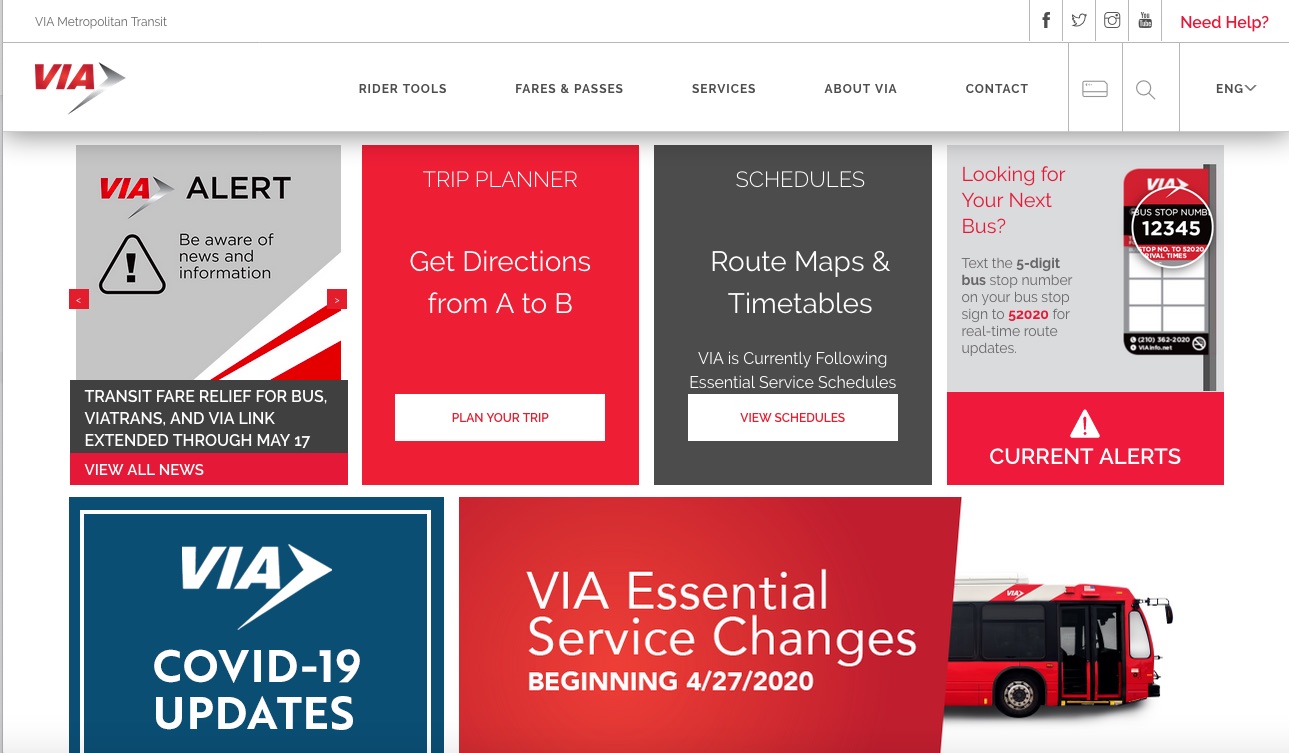 VIA Metropolitan Transit
Need Help?
VIA
RIDER TOOLS
FARES & PASSES
SERVICES
ABOUT VIA
CONTACT
ENG
VIA ALERT
Be aware of
news and
information
<
>
TRANSIT FARE RELIEF FOR BUS,
VIATRANS, AND VIA LINK
EXTENDED THROUGH MAY 17
VIEW ALL NEWS
TRIP PLANNER
Get Directions
from A to B
PLAN YOUR TRIP
SCHEDULES
Route Maps &
Timetables
VIA is Currently Following
Essential Service Schedules
VIEW SCHEDULES
Looking for
Your Next
Bus?
Text the 5-digit
bus stop number
on your bus stop
sign to 52020 for
real-time route
updates.
VIA
BUS STOP NUMB
12345
STOP NO. TO 52020
RIVAL TIMES
(210) 362-2020
VIAinfo.net
CURRENT ALERTS
VIA
COVID-19
UPDATES
VIA Essential
Service Changes
BEGINNING 4/27/2020
VIA